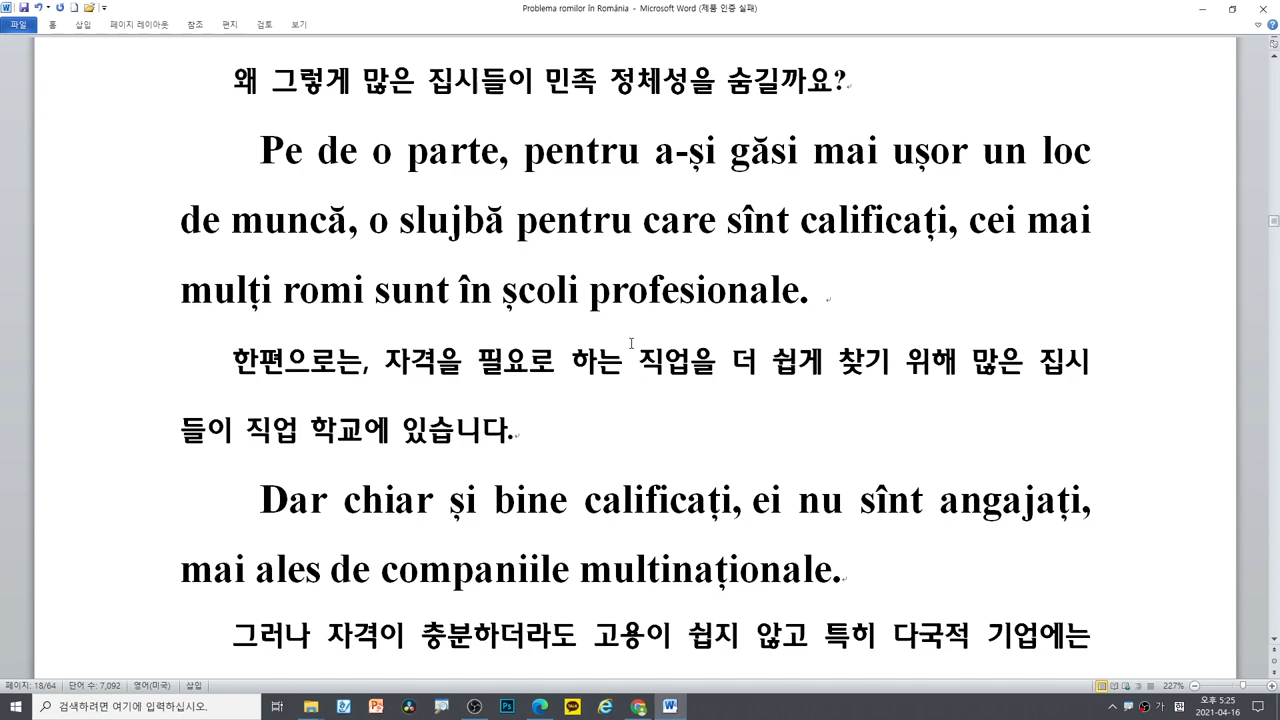 Problema romilor în România - Microsoft Word (제품 인증 실패)
파일 홈 삽입 페이지 레이아웃 참조 편지 검토 보기
왜 그렇게 많은 집시들이 민족 정체성을 숨길까요?
Pe de o parte, pentru a-și găsi mai ușor un loc
de muncă, o slujbă pentru care sînt calificați, cei mai
mulți romi sunt în școli profesionale.
한편으로는, 자격을 필요로 하는 직업을 더 쉽게 찾기 위해 많은 집시
들이 직업 학교에 있습니다.
Dar chiar și bine calificați, ei nu sînt angajați,
mai ales de companiile multinaționale.
그러나 자격이 충분하더라도 고용이 쉽지 않고 특히 다국적 기업에는
페이지: 18/64 단어 수: 7,092 영어(미국) 삽입 227%
검색하려면 여기에 입력하십시오. 가 오후 5:25
2021-04-16